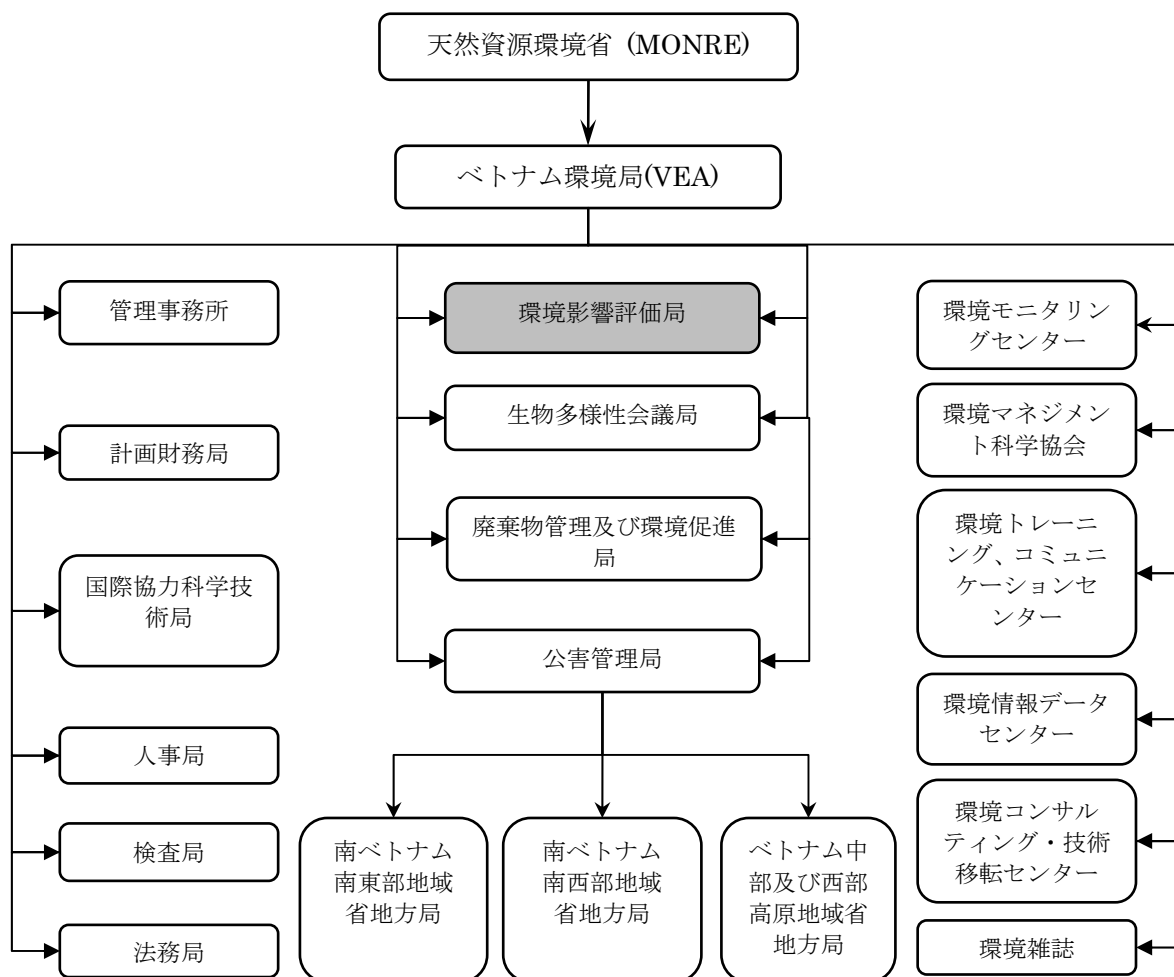 天然資源環境省 (MONRE)
ベトナム環境局(VEA)
管理事務所
計画財務局
国際協力科学技
術局
人事局
検査局
法務局
環境影響評価局
生物多様性会議局
廃棄物管理及び環境促進
局
公害管理局
南ベトナム
南東部地域
省地方局
南ベトナム
南西部地域
省地方局
ベトナム中
部及び西部
高原地域省
地方局
環境モニタリン
グセンター
環境マネジメン
ト科学協会
環境トレーニ
ング、コミュニ
ケーションセ
ンター
環境情報データ
センター
環境コンサル
ティング・技術
移転センター
環境雑誌